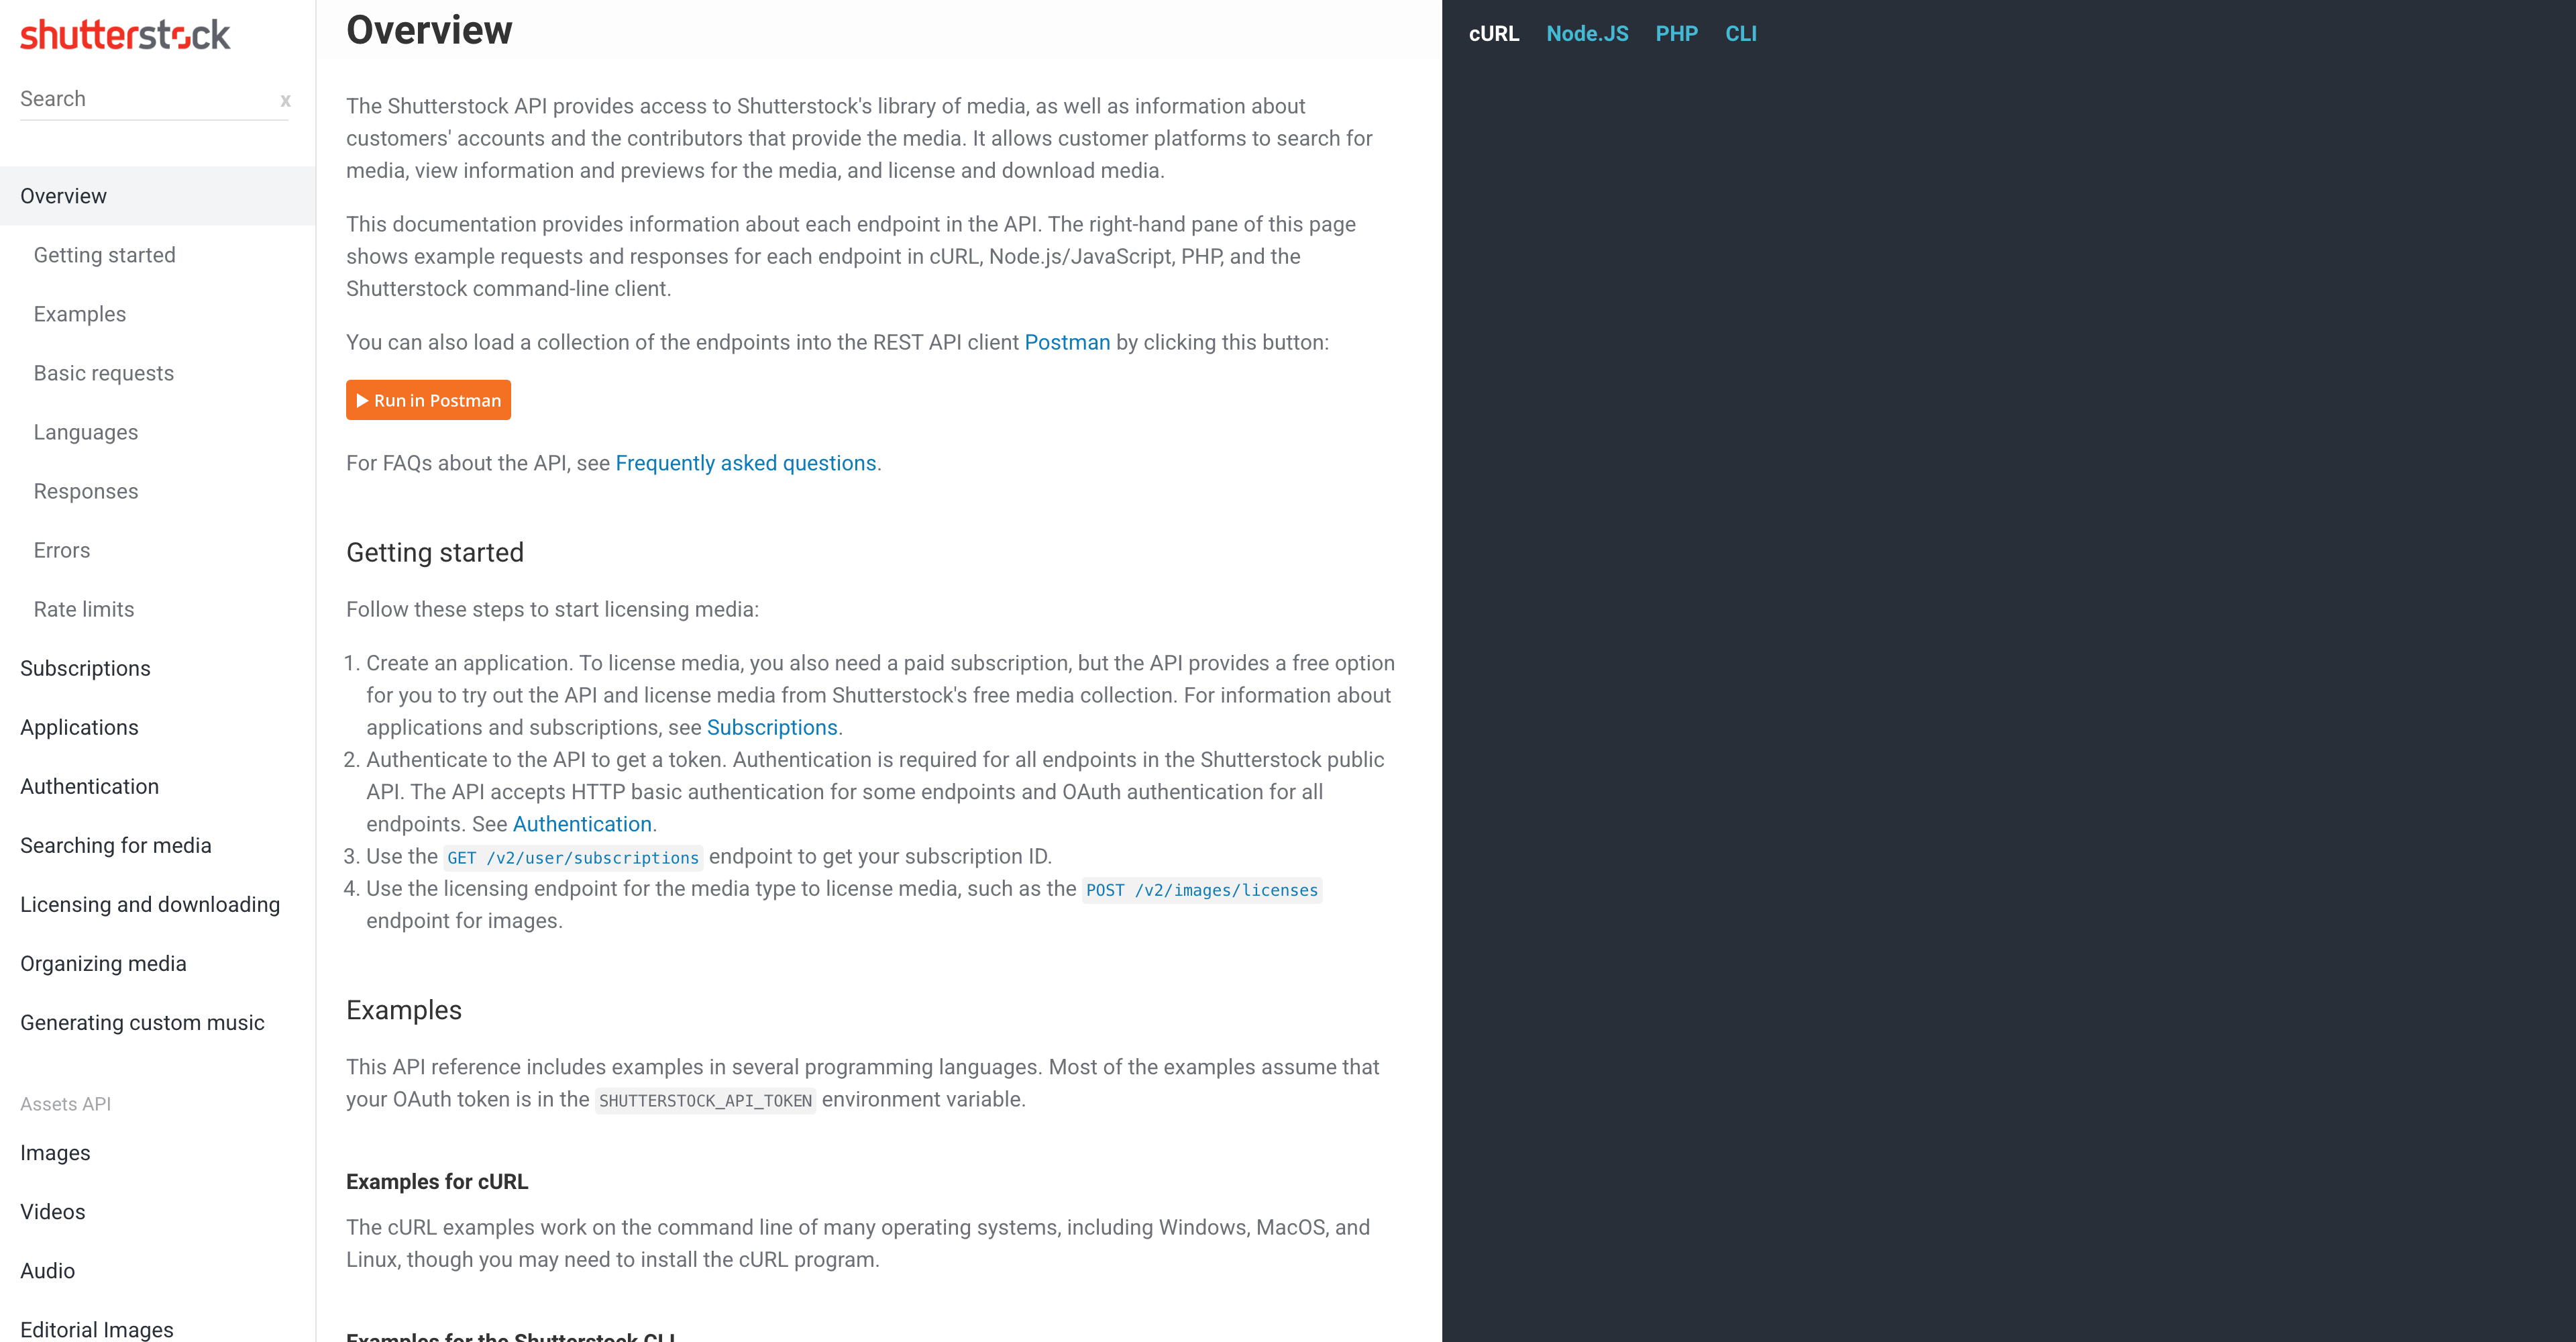 shutterstock
Search
x
Overview
Getting started
Examples
Basic requests
Languages
Responses
Errors
Rate limits
Subscriptions
Applications
Authentication
Searching for media
Licensing and downloading
Organizing media
Generating custom music
Assets API
Images
Videos
Audio
Editorial Images
Overview
The Shutterstock API provides access to Shutterstock's library of media, as well as information about
customers' accounts and the contributors that provide the media. It allows customer platforms to search for
media, view information and previews for the media, and license and download media.
This documentation provides information about each endpoint in the API. The right-hand pane of this page
shows example requests and responses for each endpoint in cURL, Node.js/JavaScript, PHP, and the
Shutterstock command-line client.
You can also load a collection of the endpoints into the REST API client Postman by clicking this button:
Run in Postman
For FAQs about the API, see Frequently asked questions.
Getting started
Follow these steps to start licensing media:
1. Create an application. To license media, you also need a paid subscription, but the API provides a free option
for you to try out the API and license media from Shutterstock's free media collection. For information about
applications and subscriptions, see Subscriptions.
2. Authenticate to the API to get a token. Authentication is required for all endpoints in the Shutterstock public
API. The API accepts HTTP basic authentication for some endpoints and OAuth authentication for all
endpoints. See Authentication.
3. Use the GET /v2/user/subscriptions endpoint to get your subscription ID.
4. Use the licensing endpoint for the media type to license media, such as the POST /v2/images/licenses
endpoint for images.
Examples
This API reference includes examples in several programming languages. Most of the examples assume that
your OAuth token is in the SHUTTERSTOCK_API_TOKEN environment variable.
Examples for cURL
The cURL examples work on the command line of many operating systems, including Windows, MacOS, and
Linux, though you may need to install the cURL program.
Examples for the Shutterstock CLI
cURL Node.JS PHP CLI